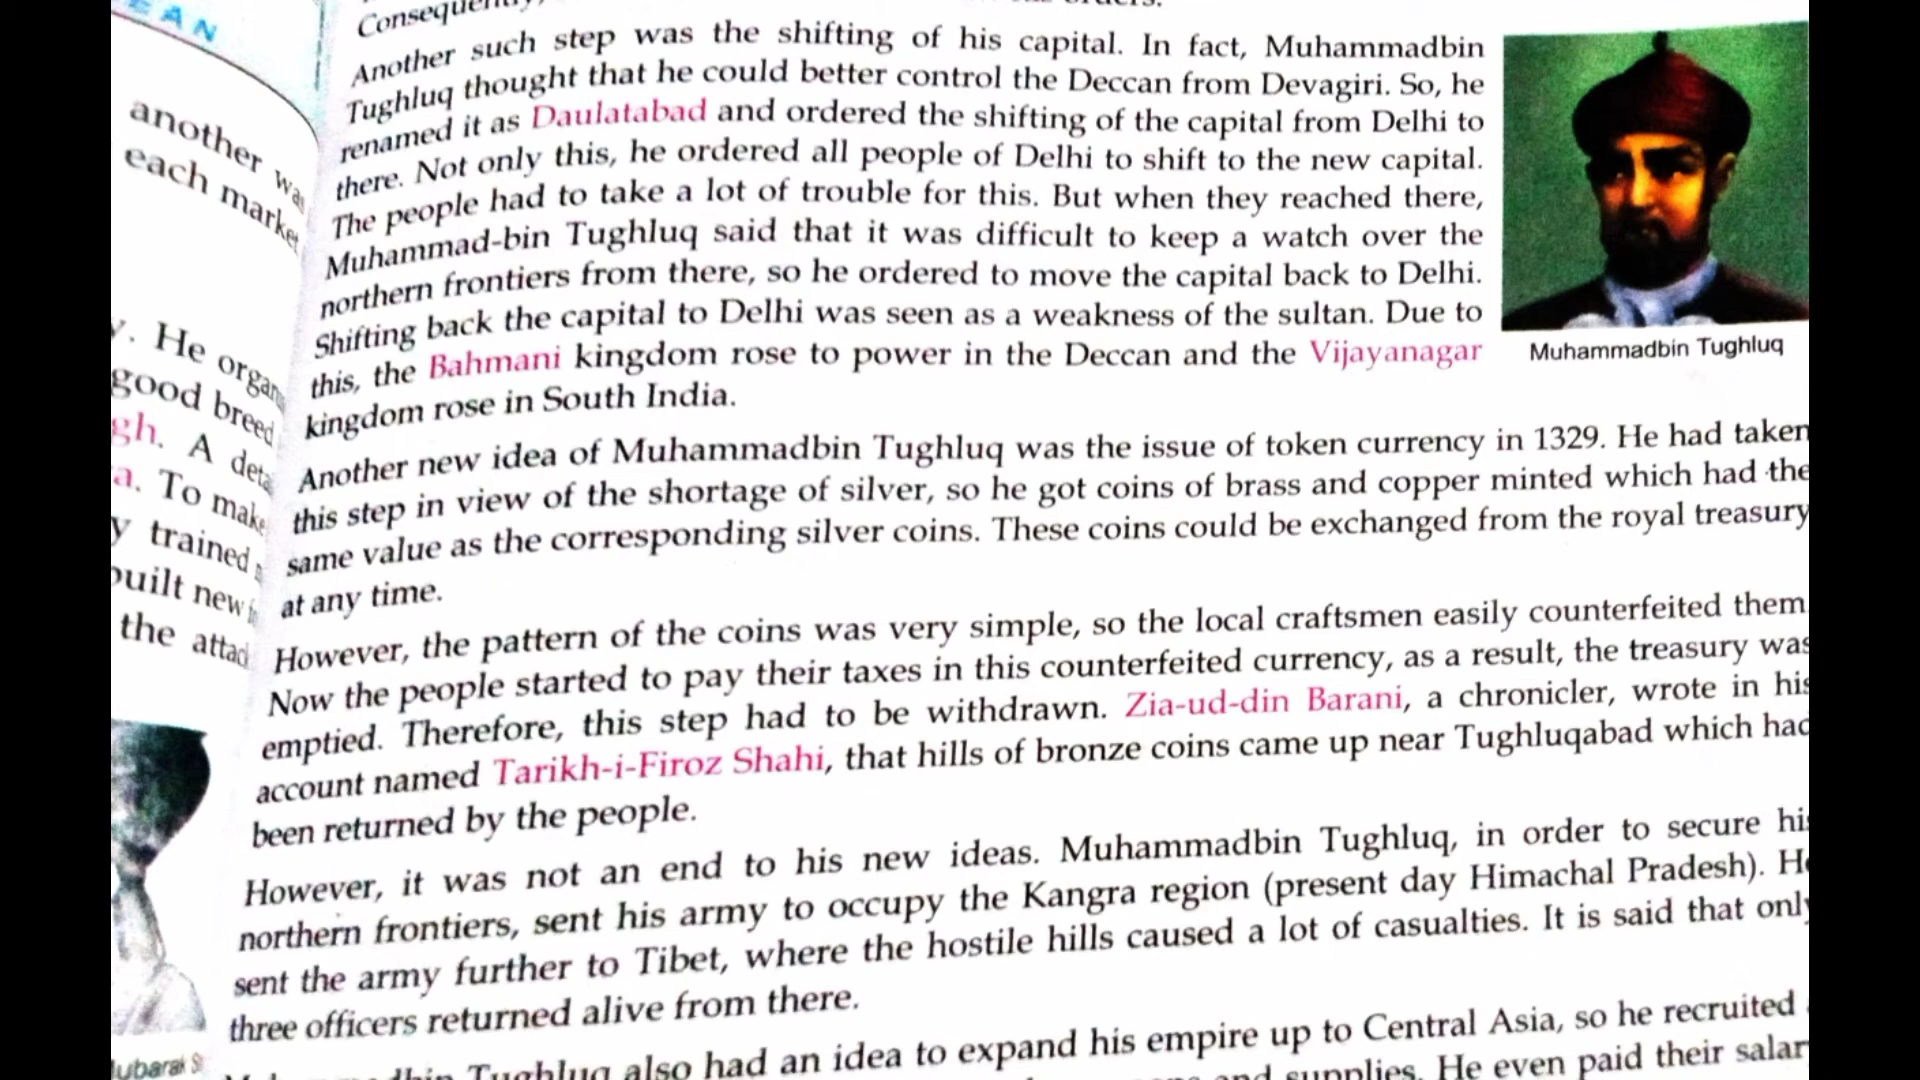 EAN
another
each market
. He
good breed
gh. A
a. To make
y trained
built new
the
Another such step was the shifting of his capital. In fact, Muhammadbin
Tughluq thought that he could better control the Deccan from Devagiri. So, he
renamed it as Daulatabad and ordered the shifting of the capital from Delhi to
there. Not only this, he ordered all people of Delhi to shift to the new capital.
The people had to take a lot of trouble for this. But when they reached there,
Muhammad-bin Tughluq said that it was difficult to keep a watch over the
northern frontiers from there, so he ordered to move the capital back to Delhi.
Shifting back the capital to Delhi was seen as a weakness of the sultan. Due to
this, the Bahmani kingdom rose to power in the Deccan and the Vijayanagar
kingdom rose in South India.
Muhammadbin Tughluq
Another new idea of Muhammadbin Tughluq was the issue of token currency in 1329. He had taken
this step in view of the shortage of silver, so he got coins of brass and copper minted which had the
same value as the corresponding silver coins. These coins could be exchanged from the royal treasury
at any time.
However, the pattern of the coins was very simple, so the local craftsmen easily counterfeited them
Now the people started to pay their taxes in this counterfeited currency, as a result, the treasury was
emptied. Therefore, this step had to be withdrawn. Zia-ud-din Barani, a chronicler, wrote in his
account named Tarikh-i-Firoz Shahi, that hills of bronze coins came up near Tughluqabad which had
been returned by the people.
However, it was not an end to his new ideas. Muhammadbin Tughluq, in order to secure his
northern frontiers, sent his army to occupy the Kangra region (present day Himachal Pradesh). He
sent the army further to Tibet, where the hostile hills caused a lot of casualties. It is said that only
three officers returned alive from there.
Tughluq also had an idea to expand his empire up to Central Asia, so he recruited
and supplies. He even paid their salar